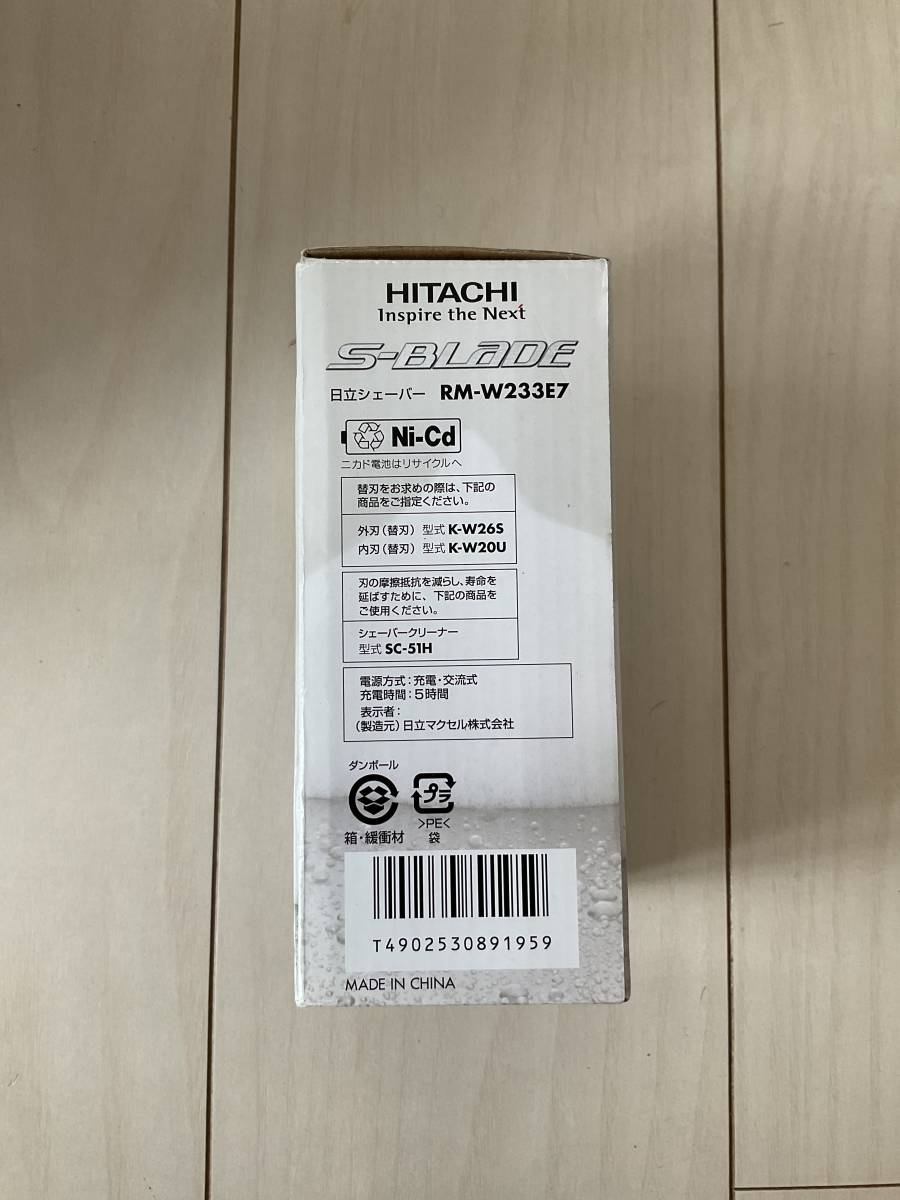 HITACHI
Inspire the Next
S-BLADE
日立シェーバー RM-W233E7
Ni-Cd
ニカド電池はリサイクルへ
替刃をお求めの際は、下記の
商品をご指定ください。
外刃(替刃) 型式 K-W26S
内刃(替刃) 型式 K-W20U
刃の摩擦抵抗を減らし、寿命を
延ばすために、下記の商品を
ご使用ください。
シェーバークリーナー
型式 SC-51H
電源方式:充電・交流式
充電時間:5時間
表示者:
(製造元)日立マクセル株式会社
ダンボール
箱・緩衝材
プラ
>PE<
袋
T4902530891959
MADE IN CHINA